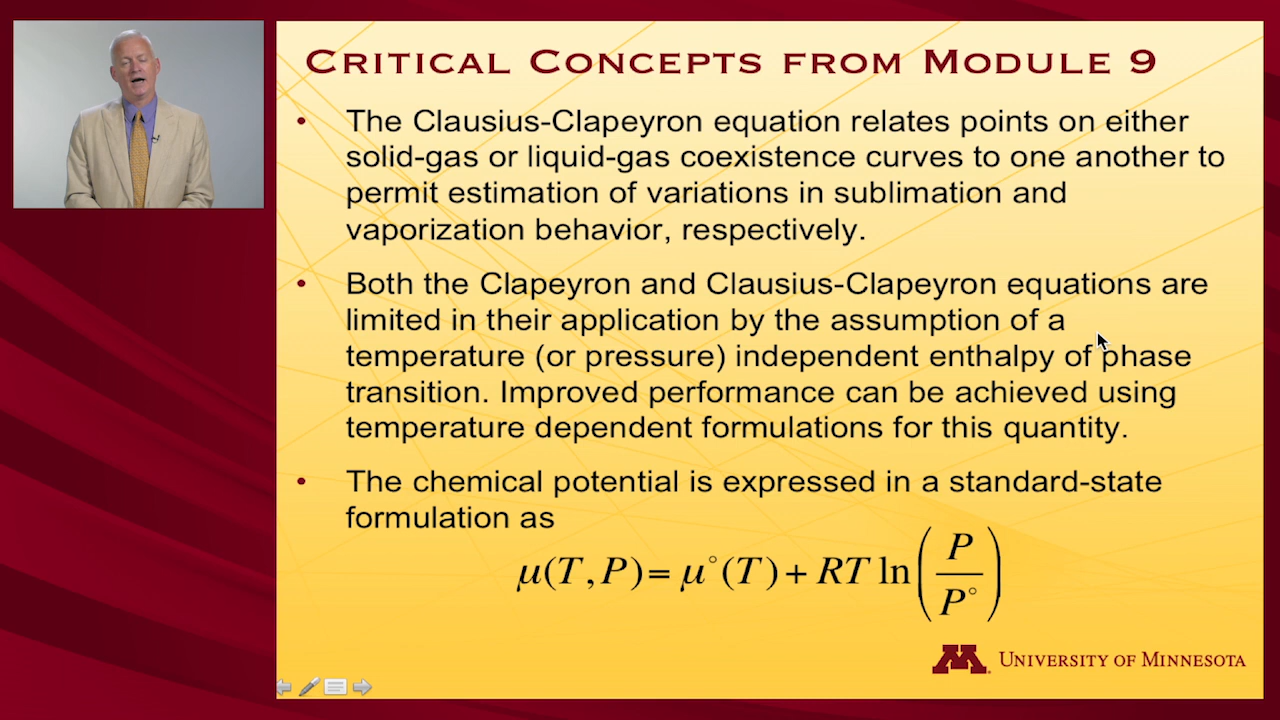 CRITICAL CONCEPTS FROM MODULE 9
• The Clausius-Clapeyron equation relates points on either
solid-gas or liquid-gas coexistence curves to one another to
permit estimation of variations in sublimation and
vaporization behavior, respectively.
• Both the Clapeyron and Clausius-Clapeyron equations are
limited in their application by the assumption of a
temperature (or pressure) independent enthalpy of phase
transition. Improved performance can be achieved using
temperature dependent formulations for this quantity.
• The chemical potential is expressed in a standard-state
formulation as
μ(T,P)= μ°(T)+ RT ln(P/P°)
M UNIVERSITY OF MINNESOTA